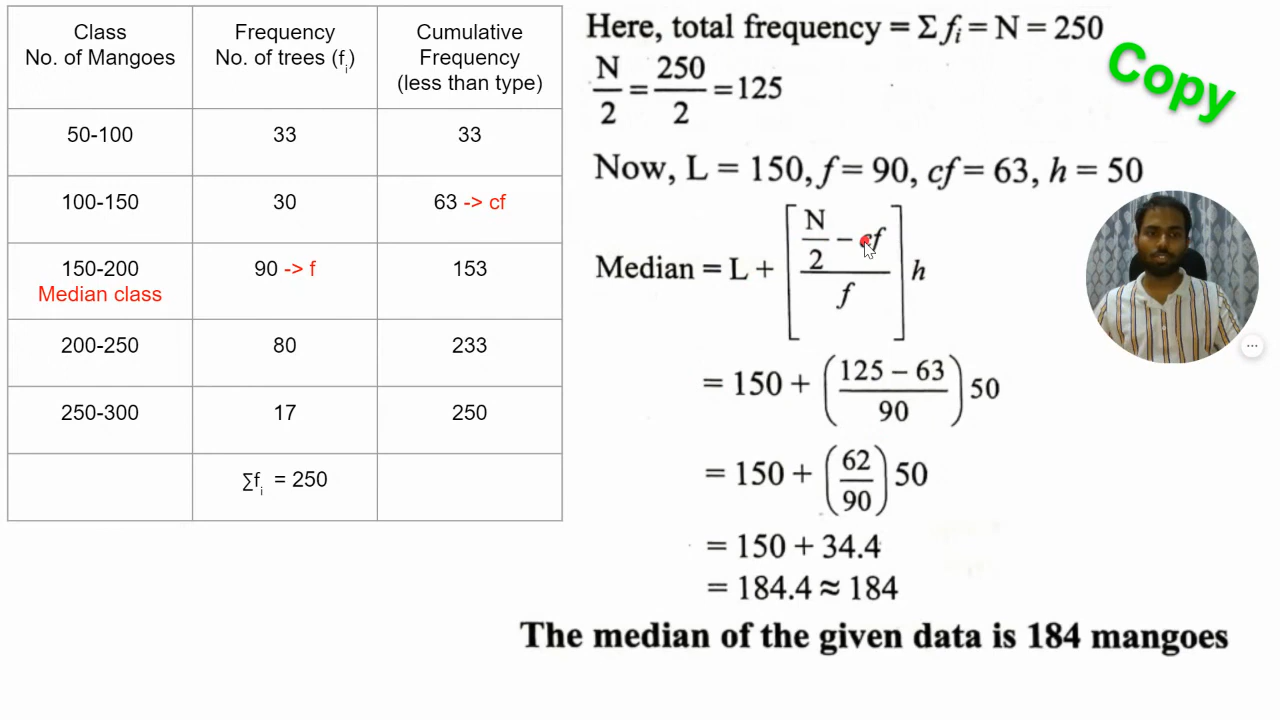 Class
No. of Mangoes
Frequency
No. of trees (fi)
Cumulative
Frequency
(less than type)
50-100 33 33
100-150 30 63 -> cf
150-200 90 -> f 153
Median class
200-250 80 233
250-300 17 250
∑fi = 250
Here, total frequency = Σ fi = N = 250
N/2 = 250/2 = 125
Copy
Now, L = 150, f = 90, cf = 63, h = 50
Median = L + [(N/2 − cf)/f] h
= 150 + ((125 − 63)/90) 50
= 150 + (62/90) 50
= 150 + 34.4
= 184.4 ≈ 184
The median of the given data is 184 mangoes